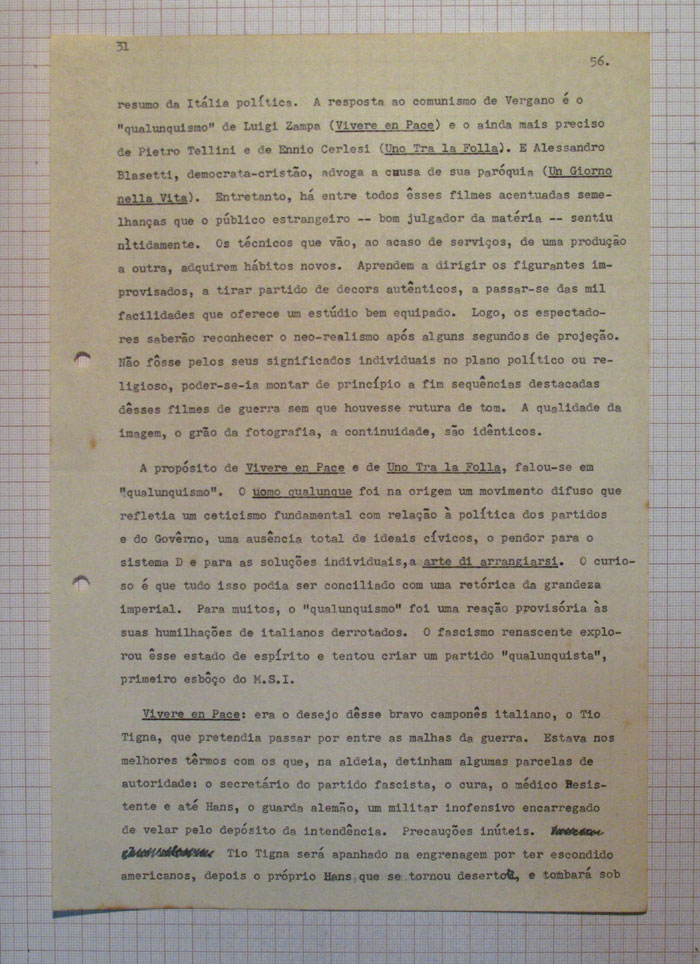 31
56.
resumo da Itália política. A resposta ao comunismo de Vergano é o
"qualunquismo" de Luigi Zampa (Vivere en Pace) e o ainda mais preciso
de Pietro Tellini e de Ennio Cerlesi (Uno Tra la Folla). E Alessandro
Blasetti, democrata-cristão, advoga a causa de sua paróquia (Un Giorno
nella Vita). Entretanto, há entre todos êsses filmes acentuadas seme-
lhanças que o público estrangeiro -- bom julgador da matéria -- sentiu
nìtidamente. Os técnicos que vão, ao acaso de serviços, de uma produção
a outra, adquirem hábitos novos. Aprendem a dirigir os figurantes im-
provisados, a tirar partido de decors autênticos, a passar-se das mil
facilidades que oferece um estúdio bem equipado. Logo, os espectado-
res saberão reconhecer o neo-realismo após alguns segundos de projeção.
Não fôsse pelos seus significados individuais no plano político ou re-
ligioso, poder-se-ia montar de princípio a fim sequências destacadas
dêsses filmes de guerra sem que houvesse rutura de tom. A qualidade da
imagem, o grão da fotografia, a continuidade, são idênticos.
A propósito de Vivere en Pace e de Uno Tra la Folla, falou-se em
"qualunquismo". O uomo qualunque foi na origem um movimento difuso que
refletia um ceticismo fundamental com relação à política dos partidos
e do Govêrno, uma ausência total de ideais cívicos, o pendor para o
sistema D e para as soluções individuais,a arte di arrangiarsi. O curio-
so é que tudo isso podia ser conciliado com uma retórica da grandeza
imperial. Para muitos, o "qualunquismo" foi uma reação provisória às
suas humilhações de italianos derrotados. O fascismo renascente explo-
rou êsse estado de espírito e tentou criar um partido "qualunquista",
primeiro esbôço do M.S.I.
Vivere en Pace: era o desejo dêsse bravo camponês italiano, o Tio
Tigna, que pretendia passar por entre as malhas da guerra. Estava nos
melhores têrmos com os que, na aldeia, detinham algumas parcelas de
autoridade: o secretário do partido fascista, o cura, o médico Resis-
tente e até Hans, o guarda alemão, um militar inofensivo encarregado
de velar pelo depósito da intendência. Precauções inúteis.
Tio Tigna será apanhado na engrenagem por ter escondido
americanos, depois o próprio Hans que se tornou desertor, e tombará sob